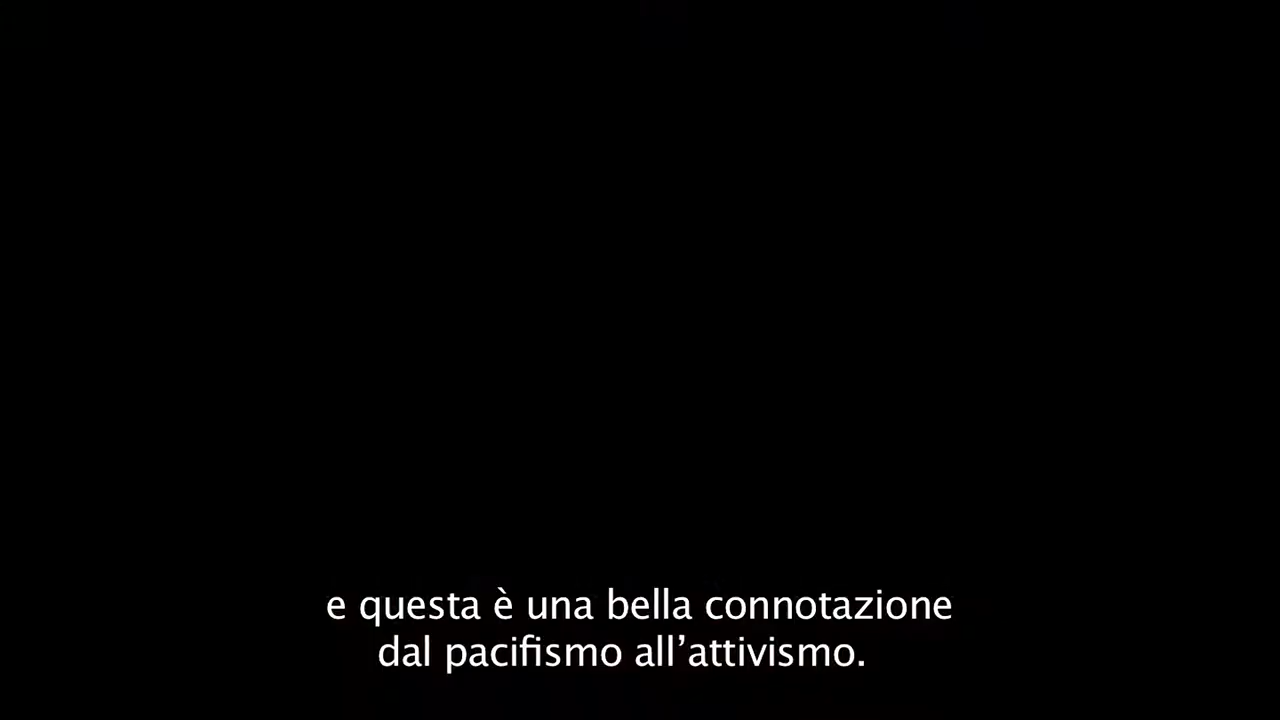 e questa è una bella connotazione
dal pacifismo all’attivismo.